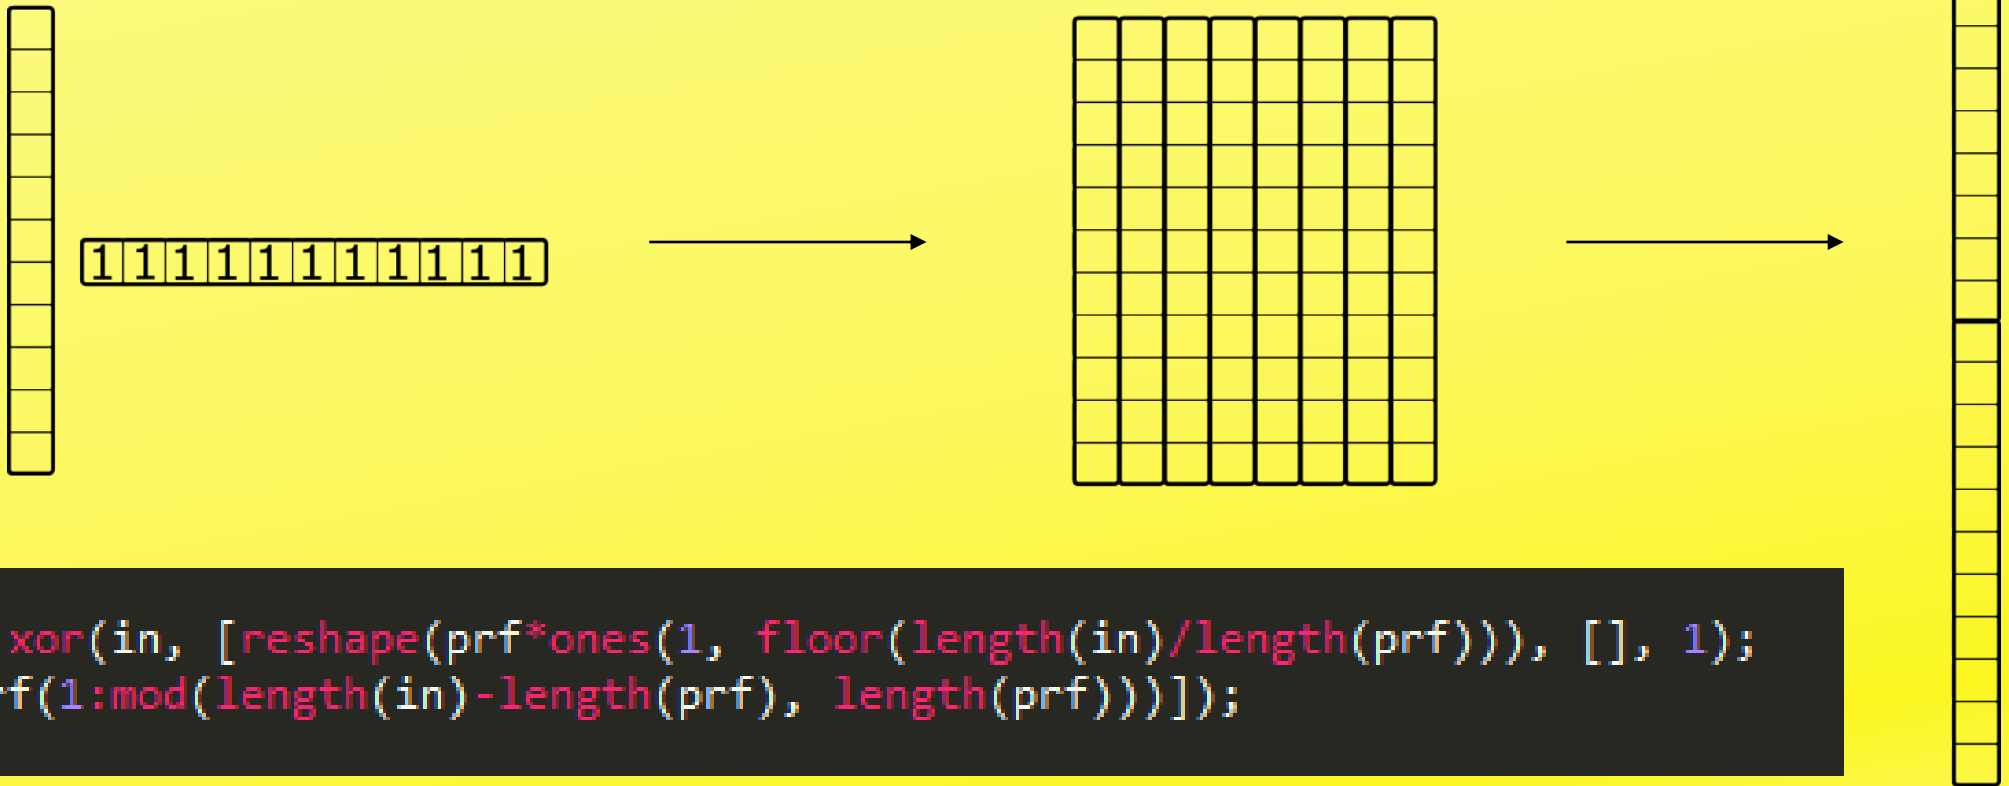 1 1 1 1 1 1 1 1 1 1 1
xor(in, [reshape(prf*ones(1, floor(length(in)/length(prf))), [], 1);
rf(1:mod(length(in)-length(prf), length(prf)))]);